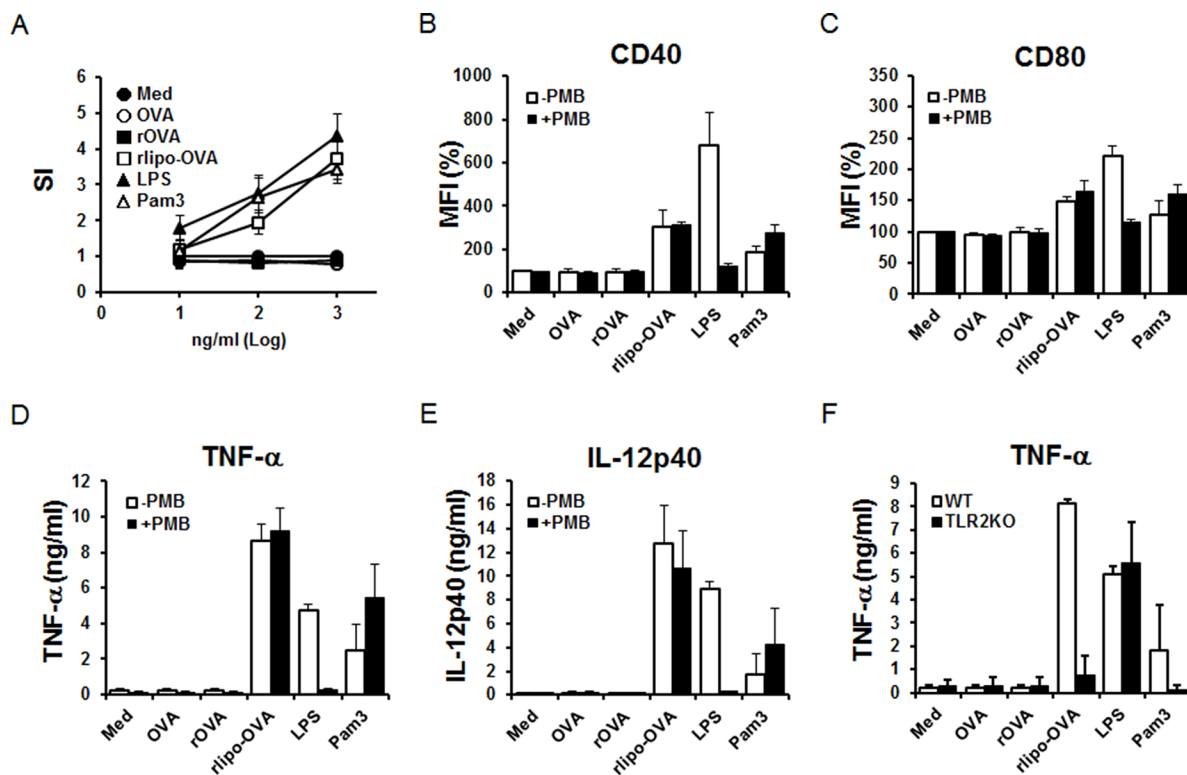 A
SI
6
5
4
3
2
1
0
Med
OVA
rOVA
rlipo-OVA
LPS
Pam3
0 1 2 3
ng/ml (Log)
B
CD40
MFI (%)
1000
800
600
400
200
0
-PMB
+PMB
Med OVA rOVA rlipo-OVA LPS Pam3
C
CD80
MFI (%)
350
300
250
200
150
100
50
0
-PMB
+PMB
Med OVA rOVA rlipo-OVA LPS Pam3
D
TNF-α
TNF-α (ng/ml)
12
10
8
6
4
2
0
-PMB
+PMB
Med OVA rOVA rlipo-OVA LPS Pam3
E
IL-12p40
IL-12p40 (ng/ml)
18
16
14
12
10
8
6
4
2
0
-PMB
+PMB
Med OVA rOVA rlipo-OVA LPS Pam3
F
TNF-α
TNF-α (ng/ml)
9
8
7
6
5
4
3
2
1
0
WT
TLR2KO
Med OVA rOVA rlipo-OVA LPS Pam3